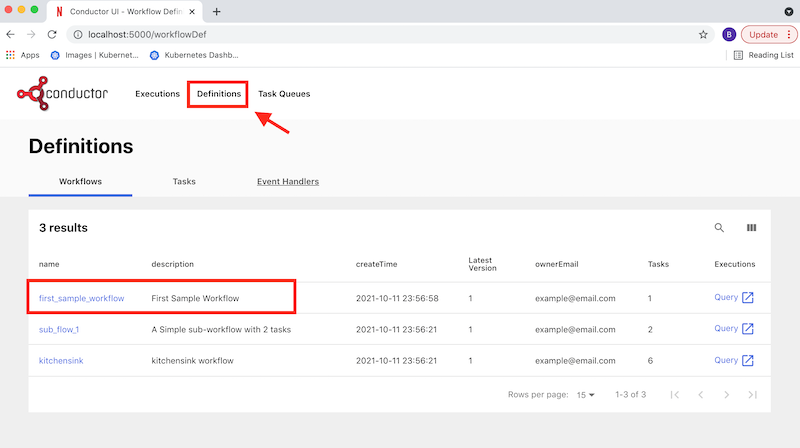 Conductor UI - Workflow Defin
localhost:5000/workflowDef
B
Update
Apps
Images | Kubernet...
Kubernetes Dashb...
Reading List
conductor
Executions
Definitions
Task Queues
Definitions
Workflows
Tasks
Event Handlers
3 results
name description createTime Latest Version ownerEmail Tasks Executions
first_sample_workflow First Sample Workflow 2021-10-11 23:56:58 1 example@email.com 1 Query
sub_flow_1 A Simple sub-workflow with 2 tasks 2021-10-11 23:56:21 1 example@email.com 2 Query
kitchensink kitchensink workflow 2021-10-11 23:56:21 1 example@email.com 6 Query
Rows per page: 15 1-3 of 3